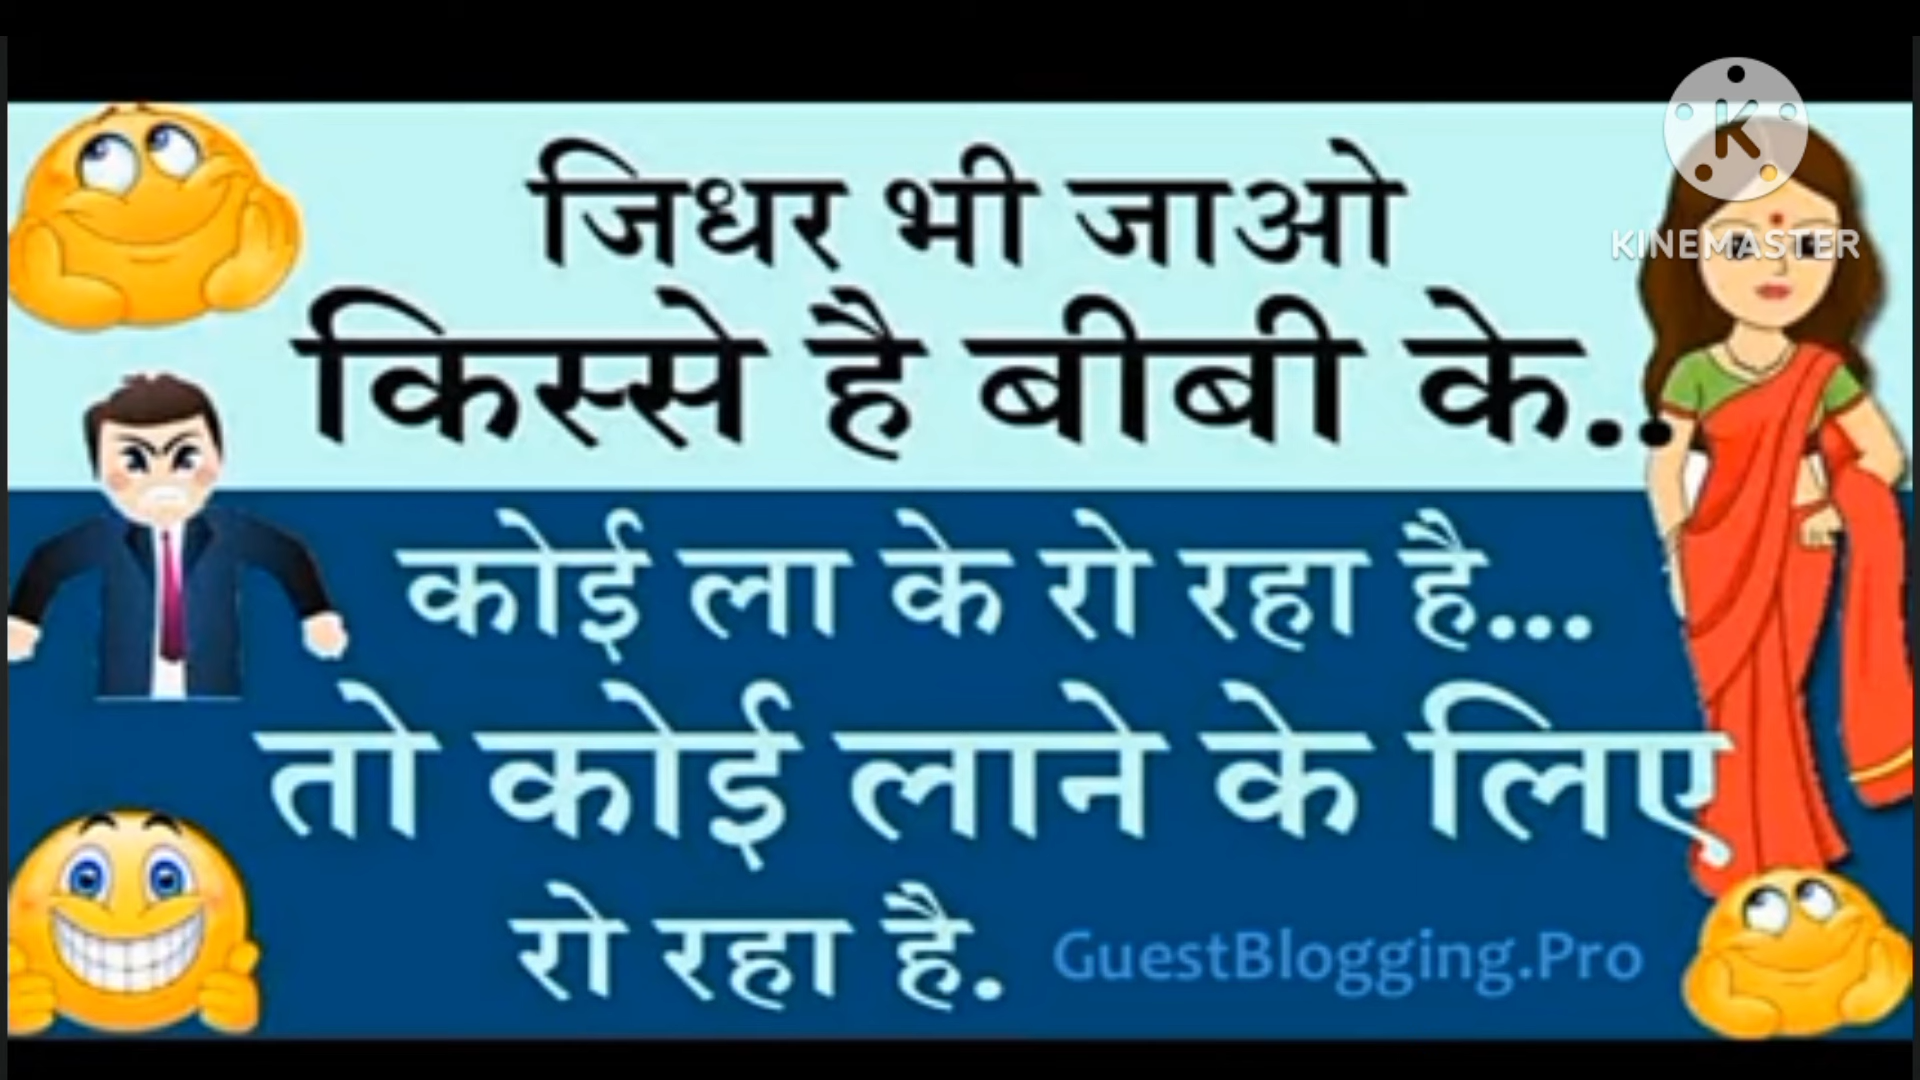 जिधर भी जाओ
किस्से है बीबी के..
कोई ला के रो रहा है...
तो कोई लाने के लिए
रो रहा है.
GuestBlogging.Pro
K
KINEMASTER